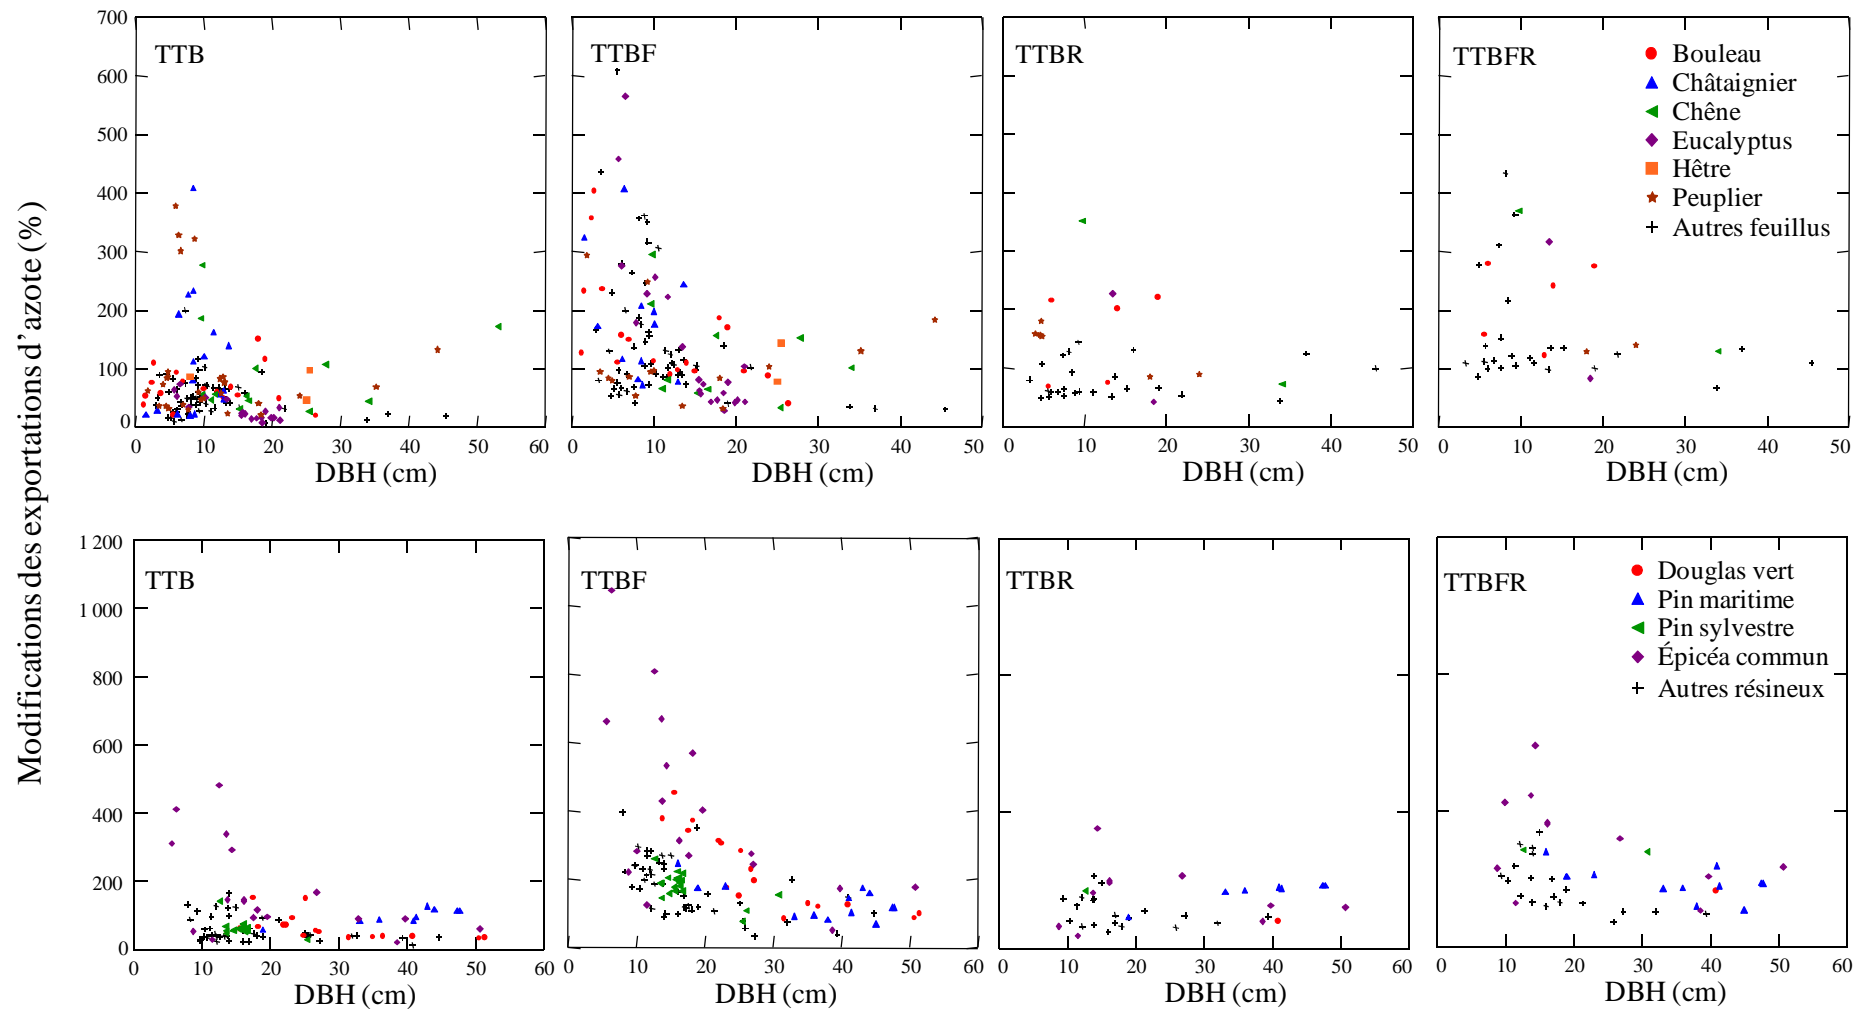 Modifications des exportations d'azote (%)
700
600
500
400
300
200
100
0
TTB
0 10 20 30 40 50 60
DBH (cm)
TTBF
0 10 20 30 40 50
DBH (cm)
TTBR
0 10 20 30 40 50
DBH (cm)
TTBFR
Bouleau
Châtaignier
Chêne
Eucalyptus
Hêtre
Peuplier
Autres feuillus
0 10 20 30 40 50
DBH (cm)
1 200
1 000
800
600
400
200
0
TTB
0 10 20 30 40 50 60
DBH (cm)
TTBF
0 10 20 30 40 50 60
DBH (cm)
TTBR
0 10 20 30 40 50 60
DBH (cm)
TTBFR
Douglas vert
Pin maritime
Pin sylvestre
Épicéa commun
Autres résineux
0 10 20 30 40 50 60
DBH (cm)